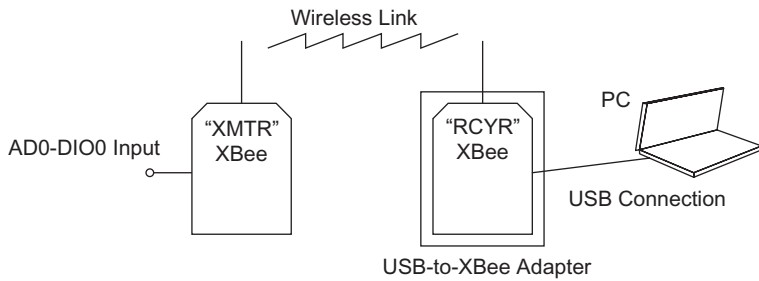 Wireless Link
“XMTR”
XBee
“RCYR”
XBee
PC
AD0-DIO0 Input
USB Connection
USB-to-XBee Adapter